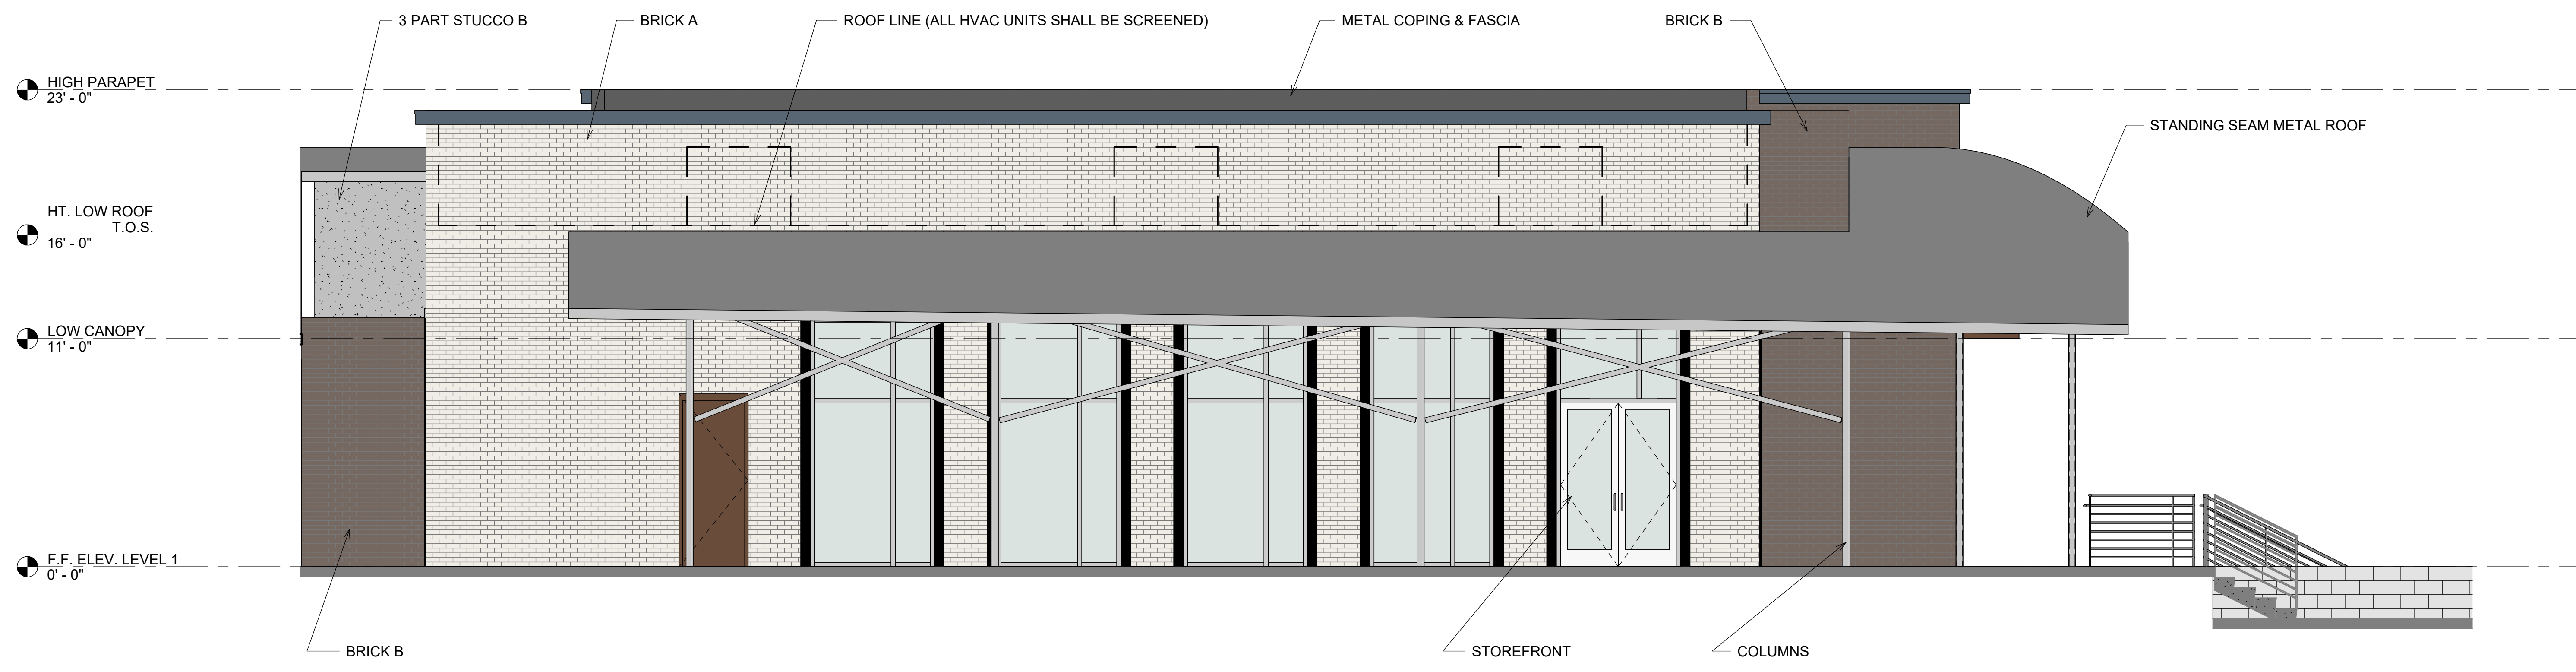 3 PART STUCCO B
BRICK A
ROOF LINE (ALL HVAC UNITS SHALL BE SCREENED)
METAL COPING & FASCIA
BRICK B
HIGH PARAPET
23' - 0"
STANDING SEAM METAL ROOF
HT. LOW ROOF
T.O.S.
16' - 0"
LOW CANOPY
11' - 0"
F.F. ELEV. LEVEL 1
0' - 0"
BRICK B
STOREFRONT
COLUMNS